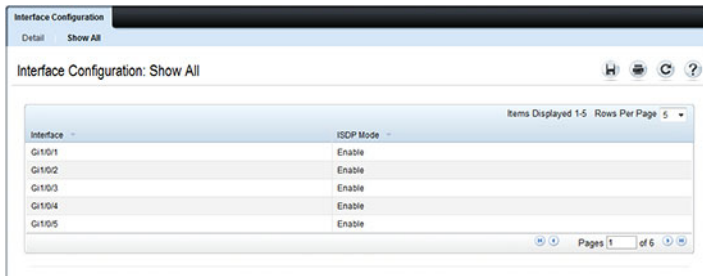 Interface Configuration
Detail Show All
Interface Configuration: Show All
Items Displayed 1-5 Rows Per Page 5
Interface ISDP Mode
Gi1/0/1 Enable
Gi1/0/2 Enable
Gi1/0/3 Enable
Gi1/0/4 Enable
Gi1/0/5 Enable
Pages 1 of 6